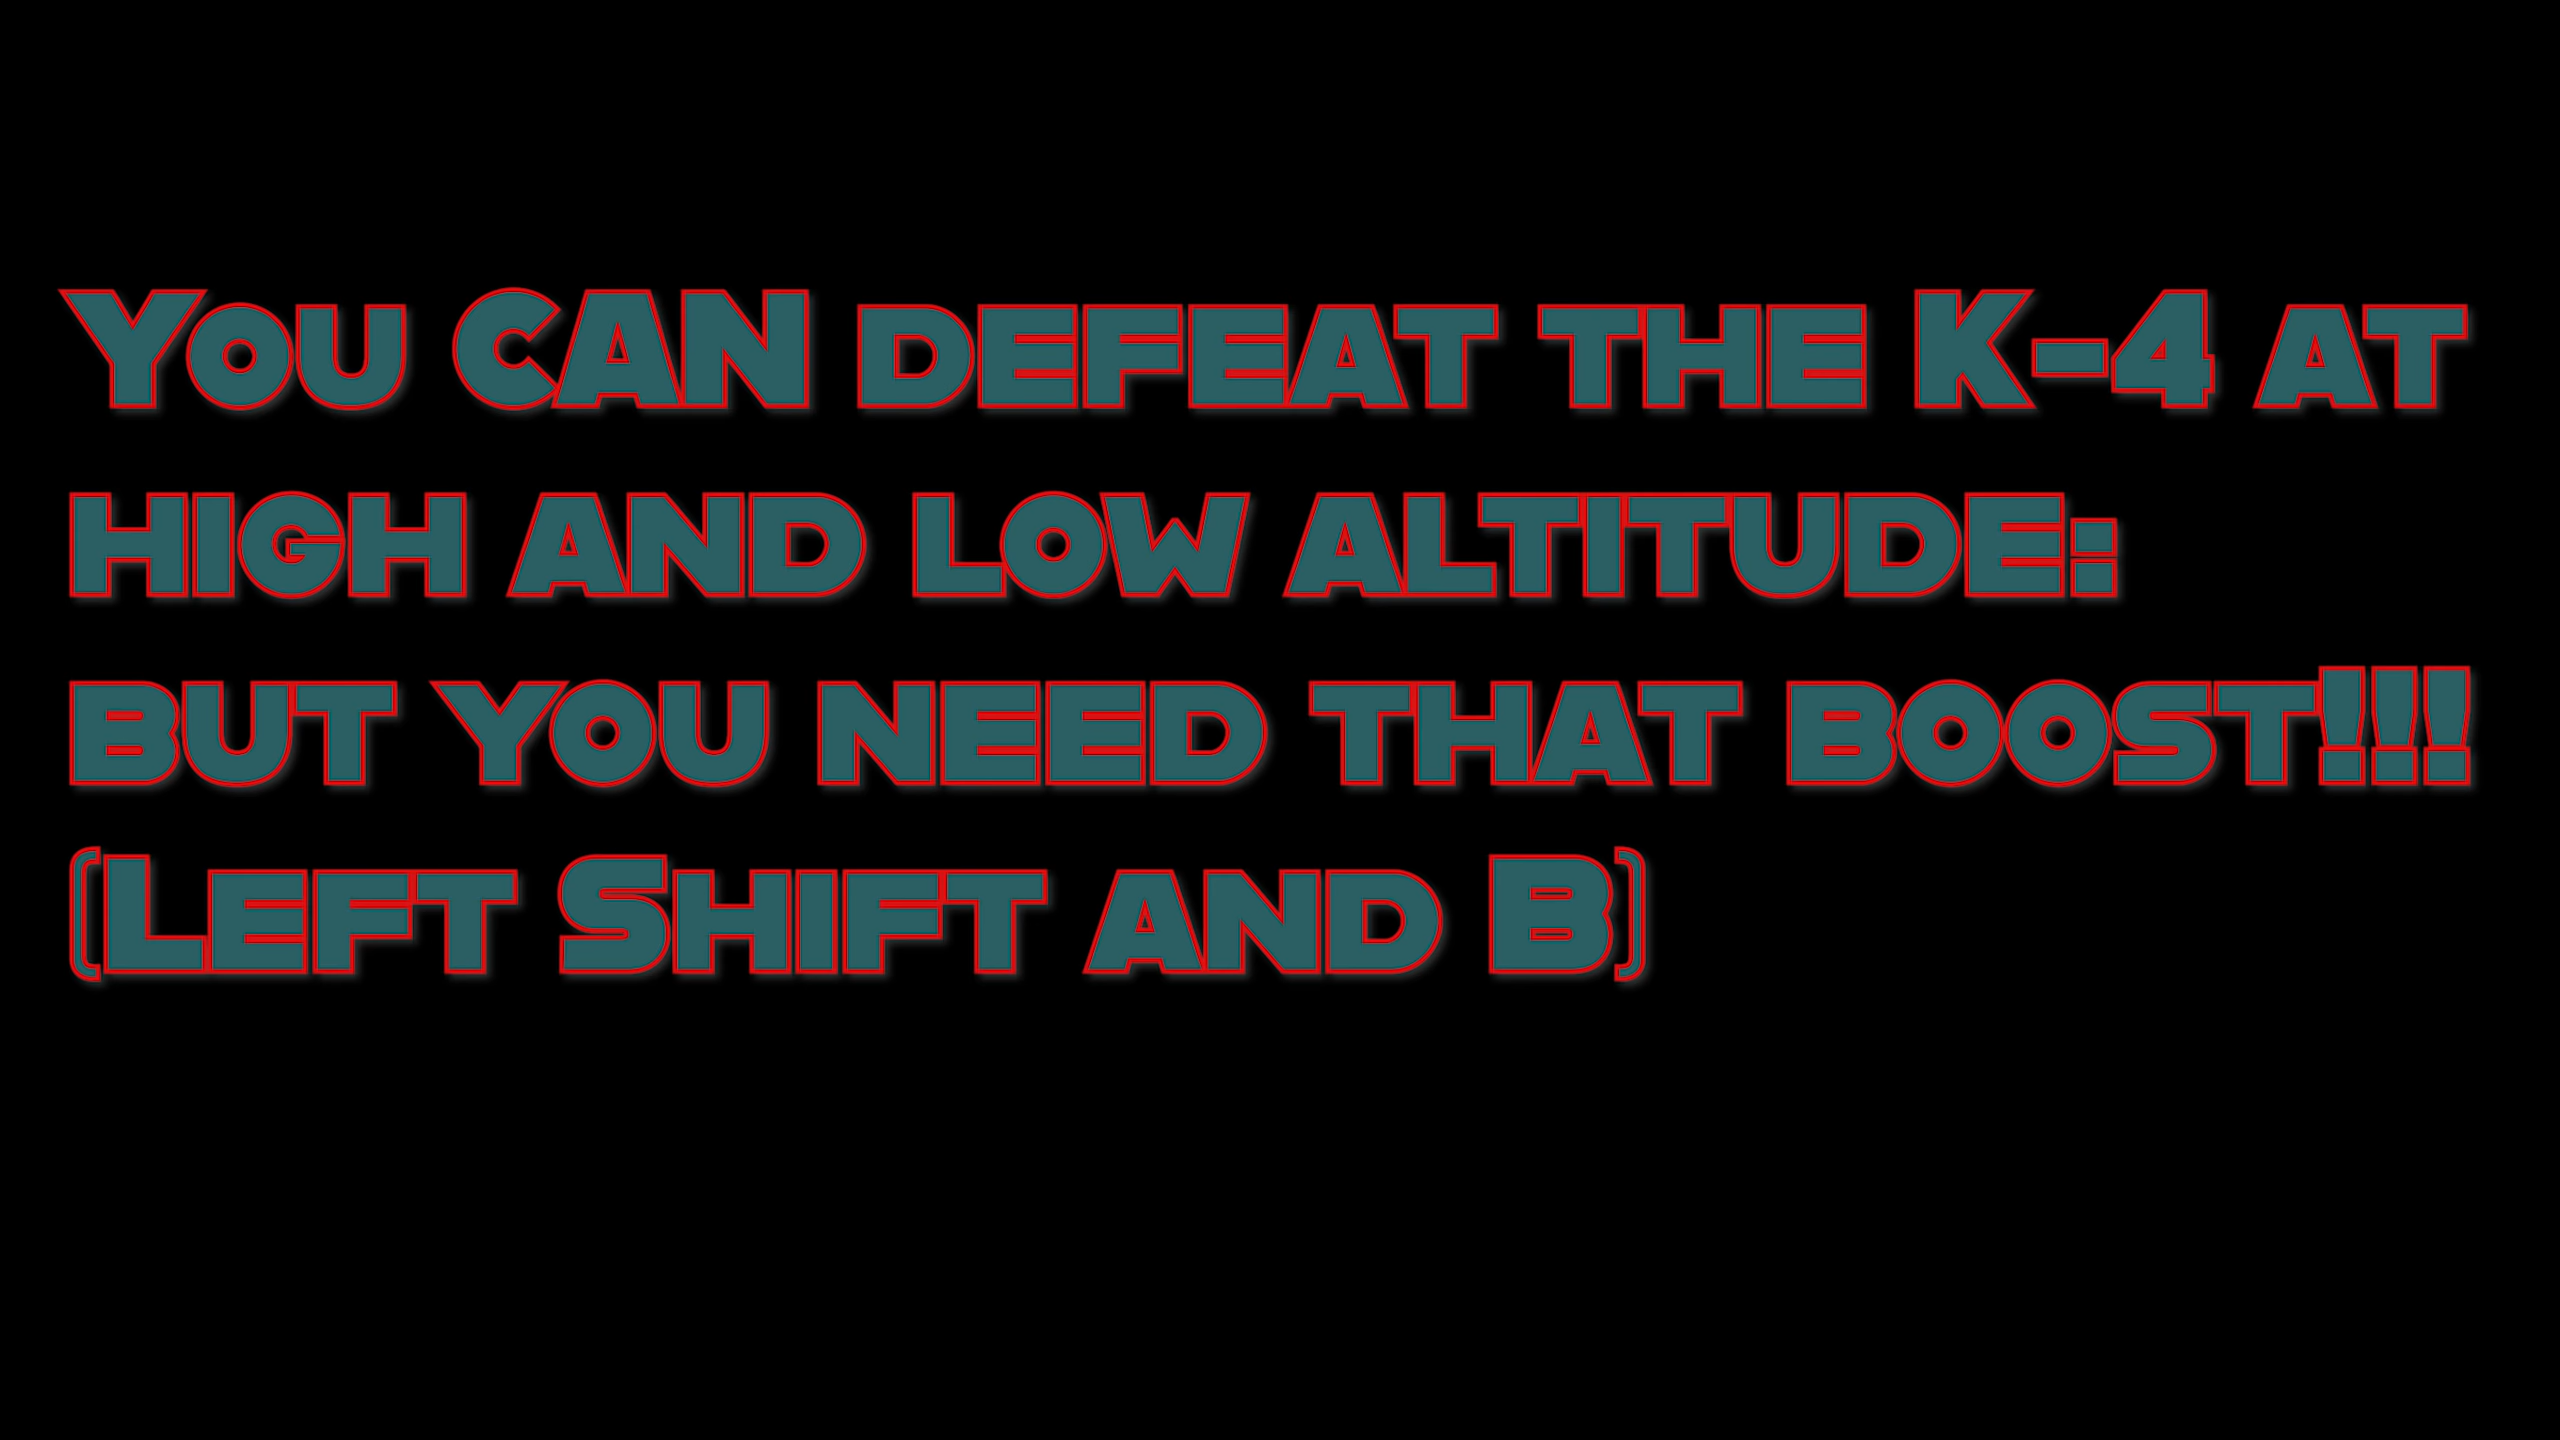 You CAN defeat the K-4 at
high and low altitude:
but you need that boost!!!
(Left Shift and B)